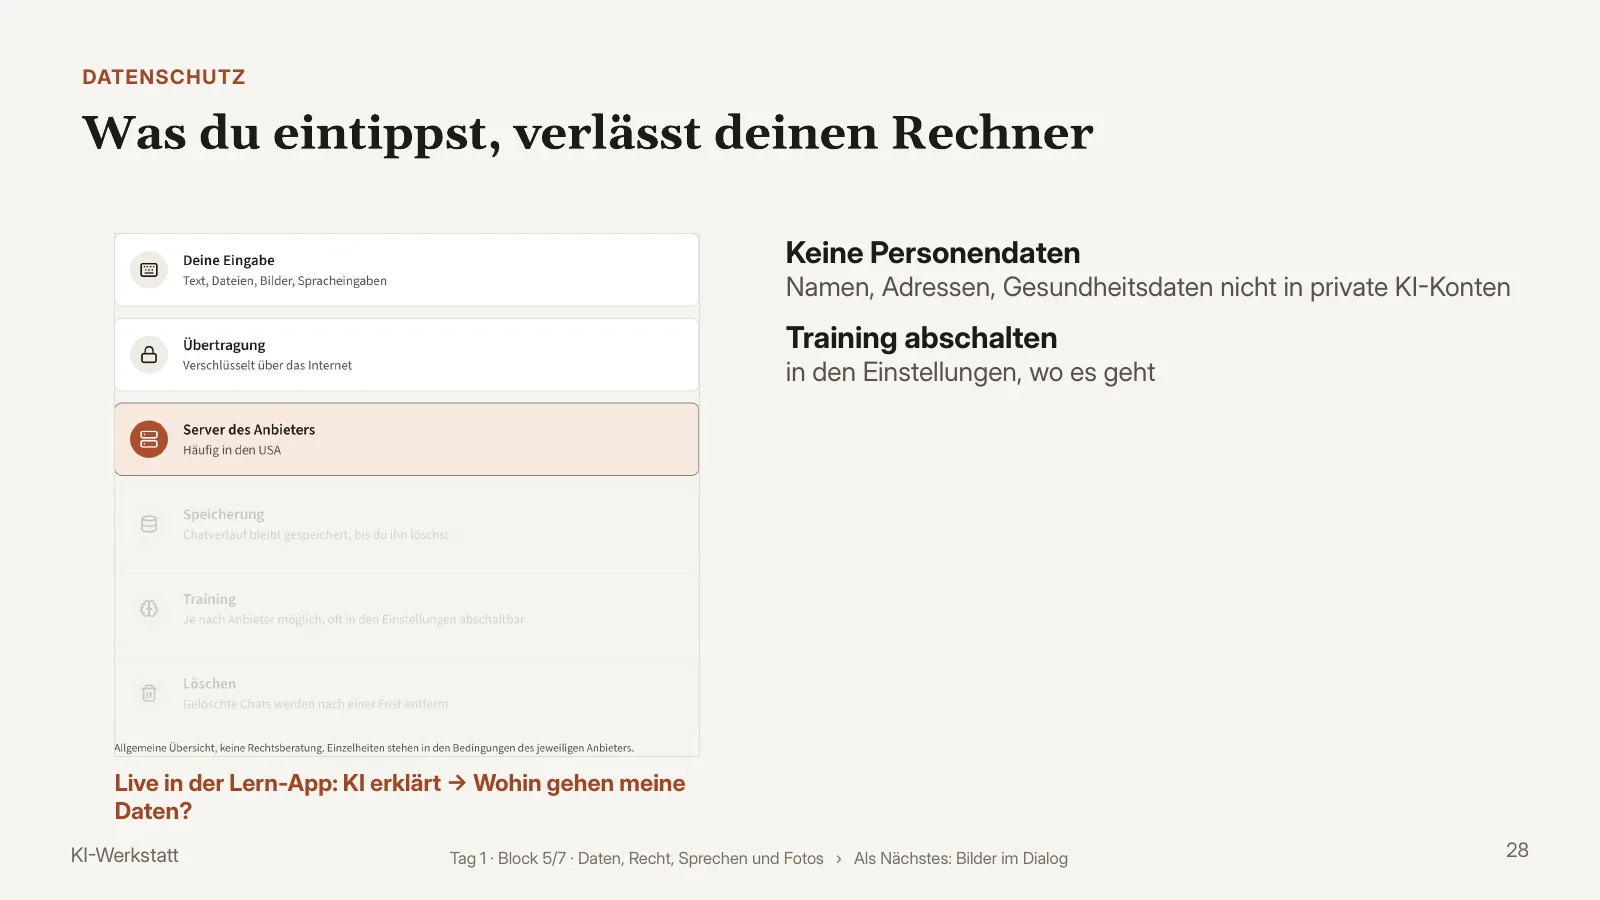 DATENSCHUTZ
Was du eintippst, verlässt deinen Rechner
Deine Eingabe
Text, Dateien, Bilder, Spracheingaben
Übertragung
Verschlüsselt über das Internet
Server des Anbieters
Häufig in den USA
Speicherung
Chatverlauf bleibt gespeichert, bis du ihn löschst
Training
Je nach Anbieter möglich, oft in den Einstellungen abschaltbar
Löschen
Gelöschte Chats werden nach einer Frist entfernt
Allgemeine Übersicht, keine Rechtsberatung. Einzelheiten stehen in den Bedingungen des jeweiligen Anbieters.
Live in der Lern-App: KI erklärt → Wohin gehen meine
Daten?
Keine Personendaten
Namen, Adressen, Gesundheitsdaten nicht in private KI-Konten
Training abschalten
in den Einstellungen, wo es geht
KI-Werkstatt
Tag 1 · Block 5/7 · Daten, Recht, Sprechen und Fotos › Als Nächstes: Bilder im Dialog
28